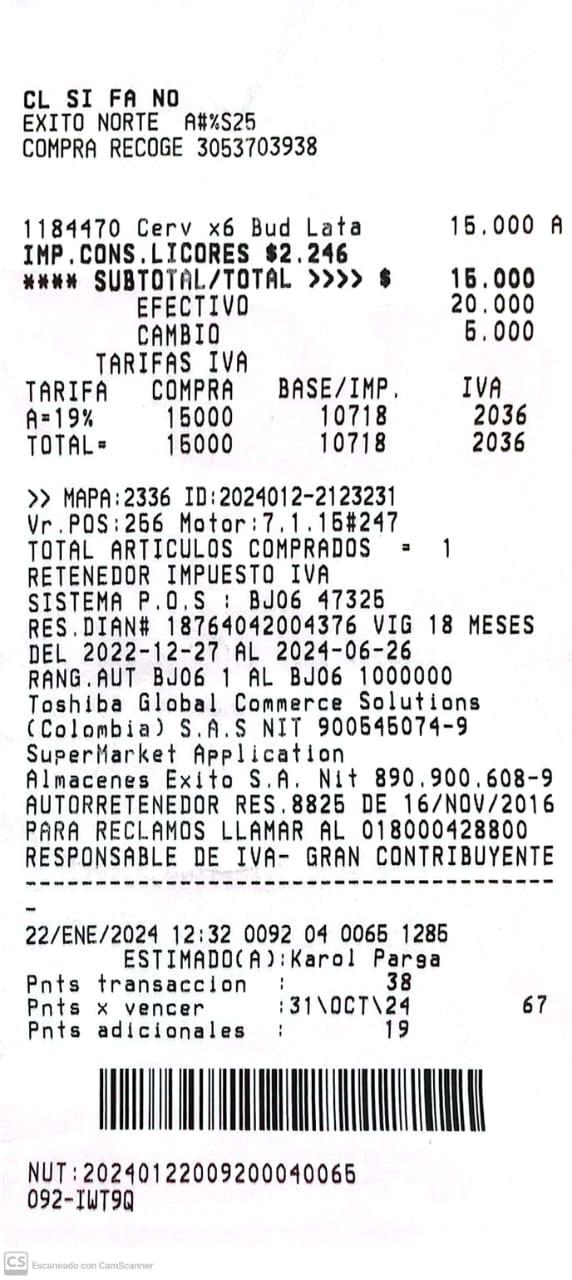 CL SI FA NO
EXITO NORTE A#%S25
COMPRA RECOGE 3053703938
1184470 Cerv x6 Bud Lata 15.000 A
IMP.CONS.LICORES $2.246
**** SUBTOTAL/TOTAL >>>> $ 15.000
EFECTIVO 20.000
CAMBIO 5.000
TARIFAS IVA
TARIFA COMPRA BASE/IMP. IVA
A=19% 15000 10718 2036
TOTAL= 15000 10718 2036
>> MAPA:2336 ID:2024012-2123231
Vr.POS:256 Motor:7.1.15#247
TOTAL ARTICULOS COMPRADOS = 1
RETENEDOR IMPUESTO IVA
SISTEMA P.O.S : BJ06 47325
RES.DIAN# 18764042004376 VIG 18 MESES
DEL 2022-12-27 AL 2024-06-26
RANG.AUT BJ06 1 AL BJ06 1000000
Toshiba Global Commerce Solutions
(Colombia) S.A.S NIT 900545074-9
SuperMarket Application
Almacenes Exito S.A. Nit 890.900.608-9
AUTORRETENEDOR RES.8825 DE 16/NOV/2016
PARA RECLAMOS LLAMAR AL 018000428800
RESPONSABLE DE IVA- GRAN CONTRIBUYENTE
--------------------------------------------
-
22/ENE/2024 12:32 0092 04 0065 1285
ESTIMADO(A):Karol Parga
Pnts transaccion : 38
Pnts x vencer :31\OCT\24 67
Pnts adicionales : 19
NUT:20240122009200040065
092-IWT9Q
CS Escaneado con CamScanner